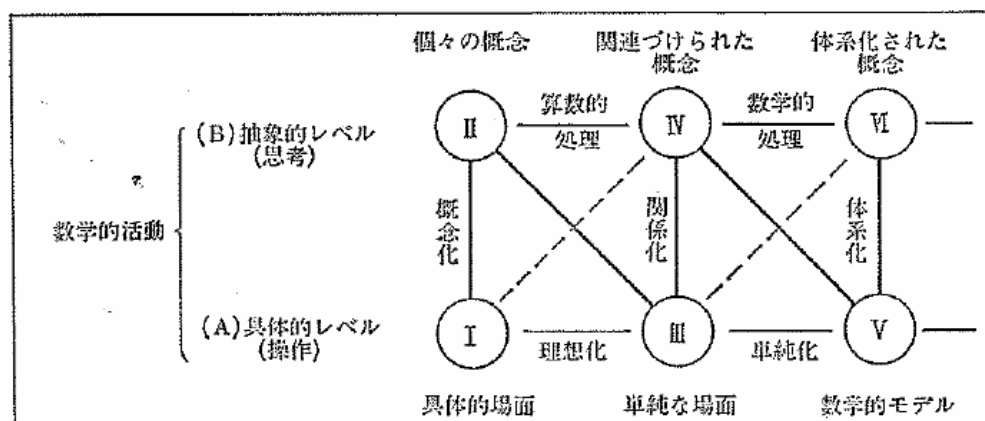 個々の概念
関連づけられた
概念
体系化された
概念
(B)抽象的レベル
(思考)
Ⅱ
算数的
処理
Ⅳ
数学的
処理
Ⅵ
数学的活動
概念化
関係化
体系化
(A)具体的レベル
(操作)
Ⅰ
理想化
Ⅲ
単純化
Ⅴ
具体的場面
単純な場面
数学的モデル